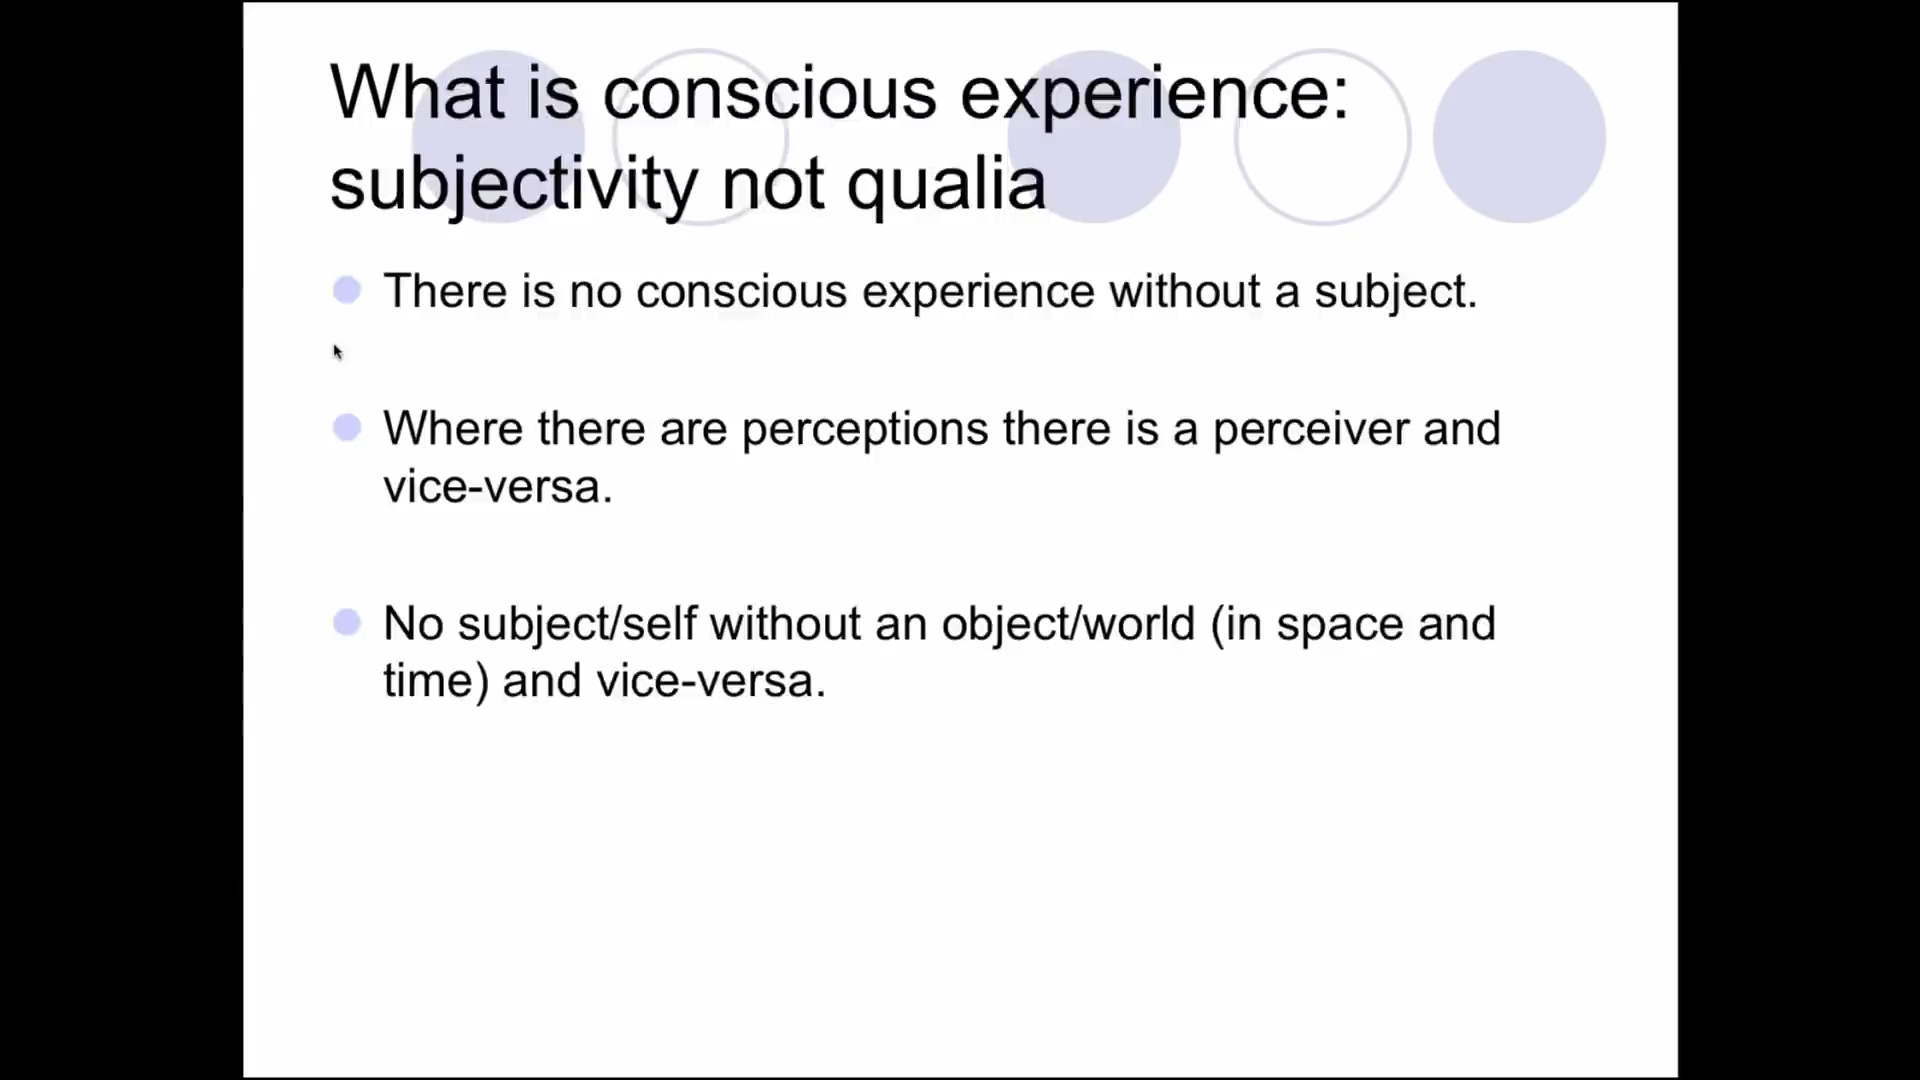 What is conscious experience:
subjectivity not qualia
There is no conscious experience without a subject.
Where there are perceptions there is a perceiver and
vice-versa.
No subject/self without an object/world (in space and
time) and vice-versa.